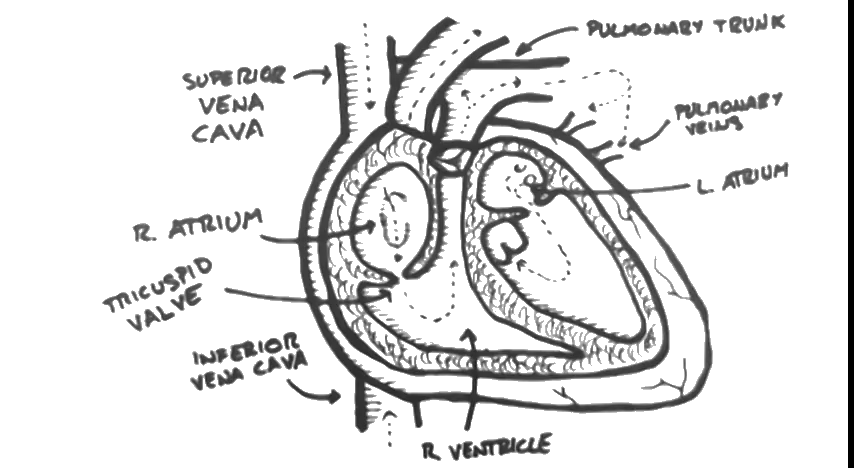 PULMONARY TRUNK
SUPERIOR
VENA
CAVA
PULMONARY
VEINS
L. ATRIUM
R. ATRIUM
TRICUSPID
VALVE
INFERIOR
VENA CAVA
R VENTRICLE